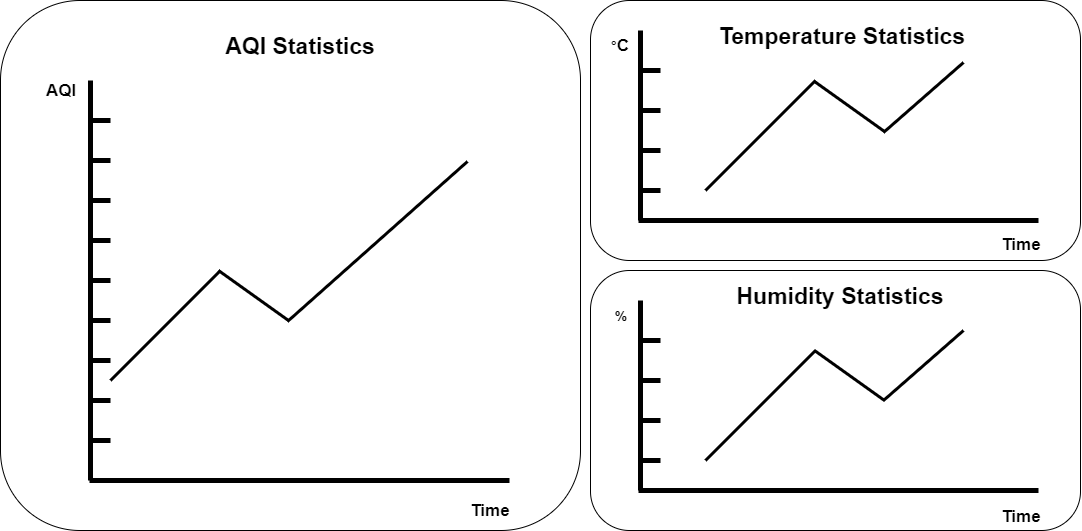 AQI Statistics
AQI
Time
Temperature Statistics
°C
Time
Humidity Statistics
%
Time